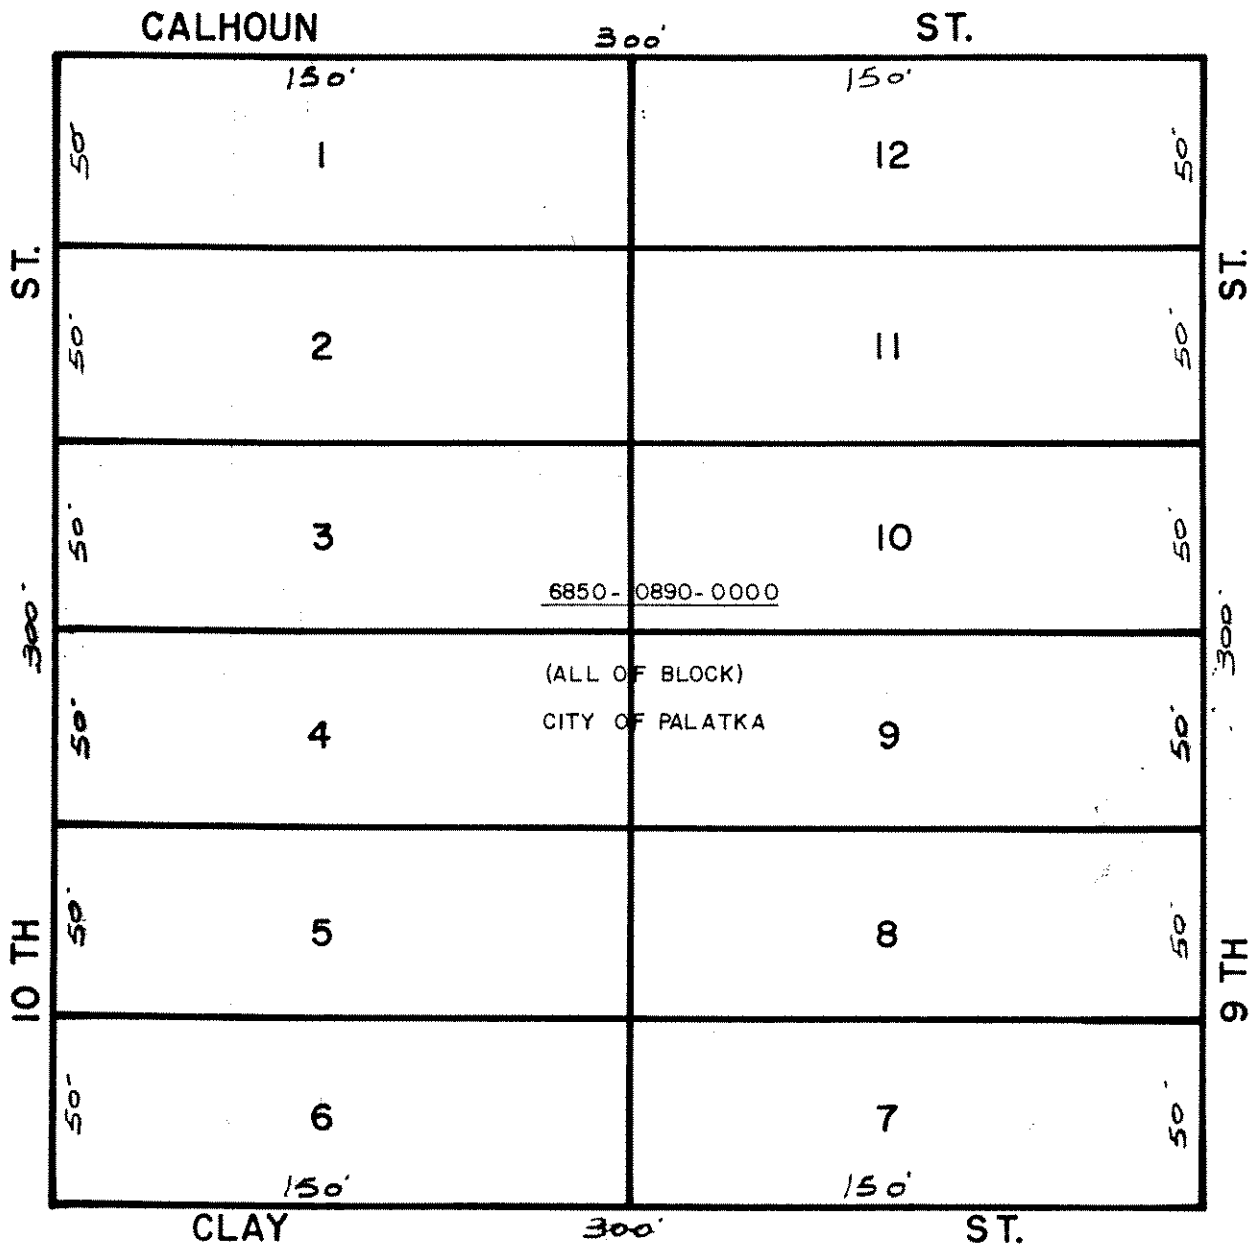 CALHOUN 300' ST.
150' 150'
50' 1 12 50'
ST. ST.
50' 2 11 50'
50' 3 10 50'
6850-0890-0000
300' 300'
(ALL OF BLOCK)
CITY OF PALATKA
50' 4 9 50'
50' 5 8 50'
10 TH 9 TH
50' 6 7 50'
150' 150'
CLAY 300' ST.